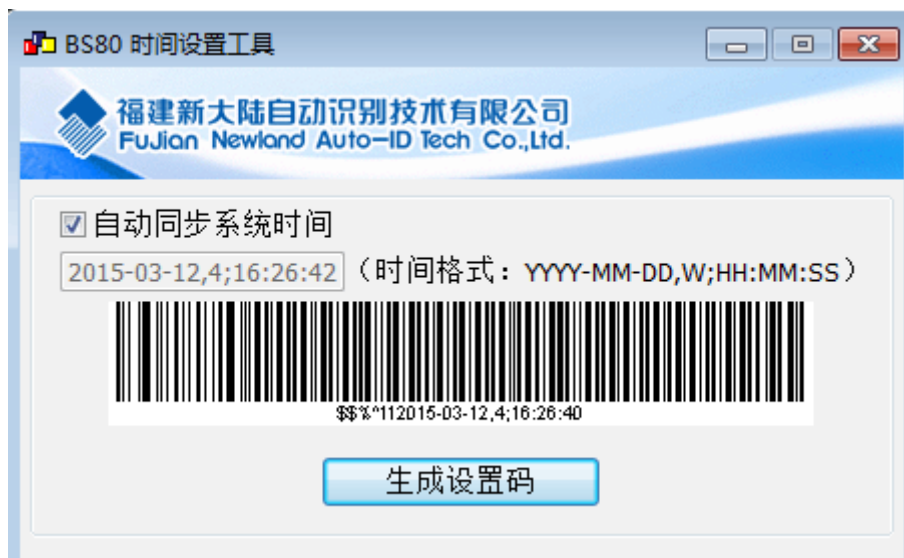 BS80 时间设置工具
福建新大陆自动识别技术有限公司
FuJian Newland Auto-ID Tech Co.,Ltd.
自动同步系统时间
2015-03-12,4;16:26:42 (时间格式：YYYY-MM-DD,W;HH:MM:SS)
$$%^112015-03-12,4;16:26:40
生成设置码